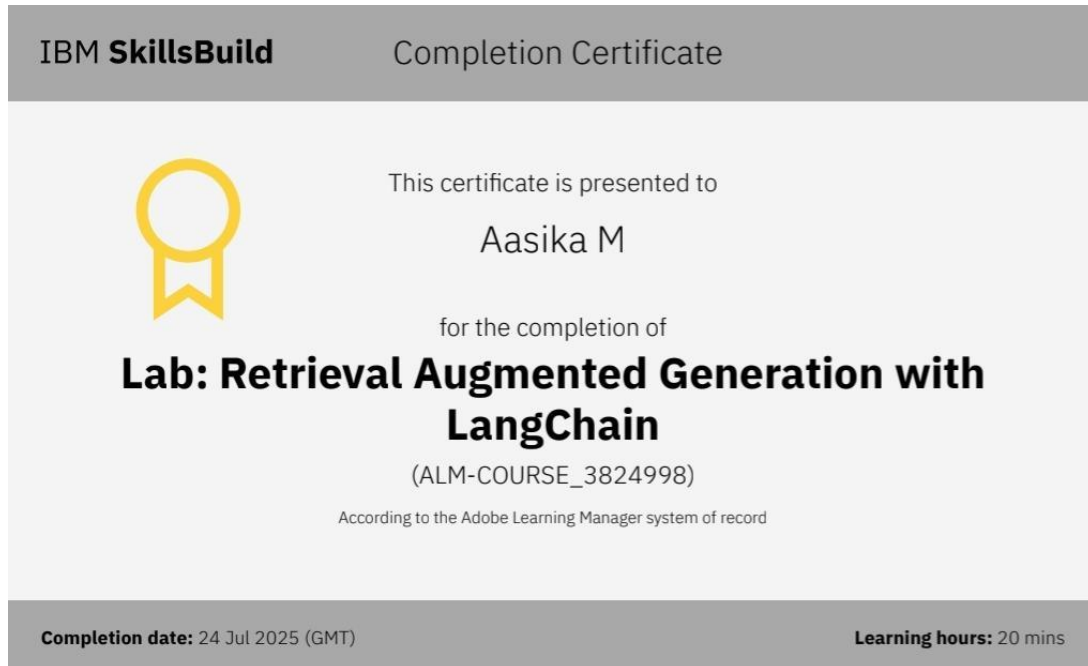 IBM SkillsBuild
Completion Certificate
This certificate is presented to
Aasika M
for the completion of
Lab: Retrieval Augmented Generation with
LangChain
(ALM-COURSE_3824998)
According to the Adobe Learning Manager system of record
Completion date: 24 Jul 2025 (GMT)
Learning hours: 20 mins